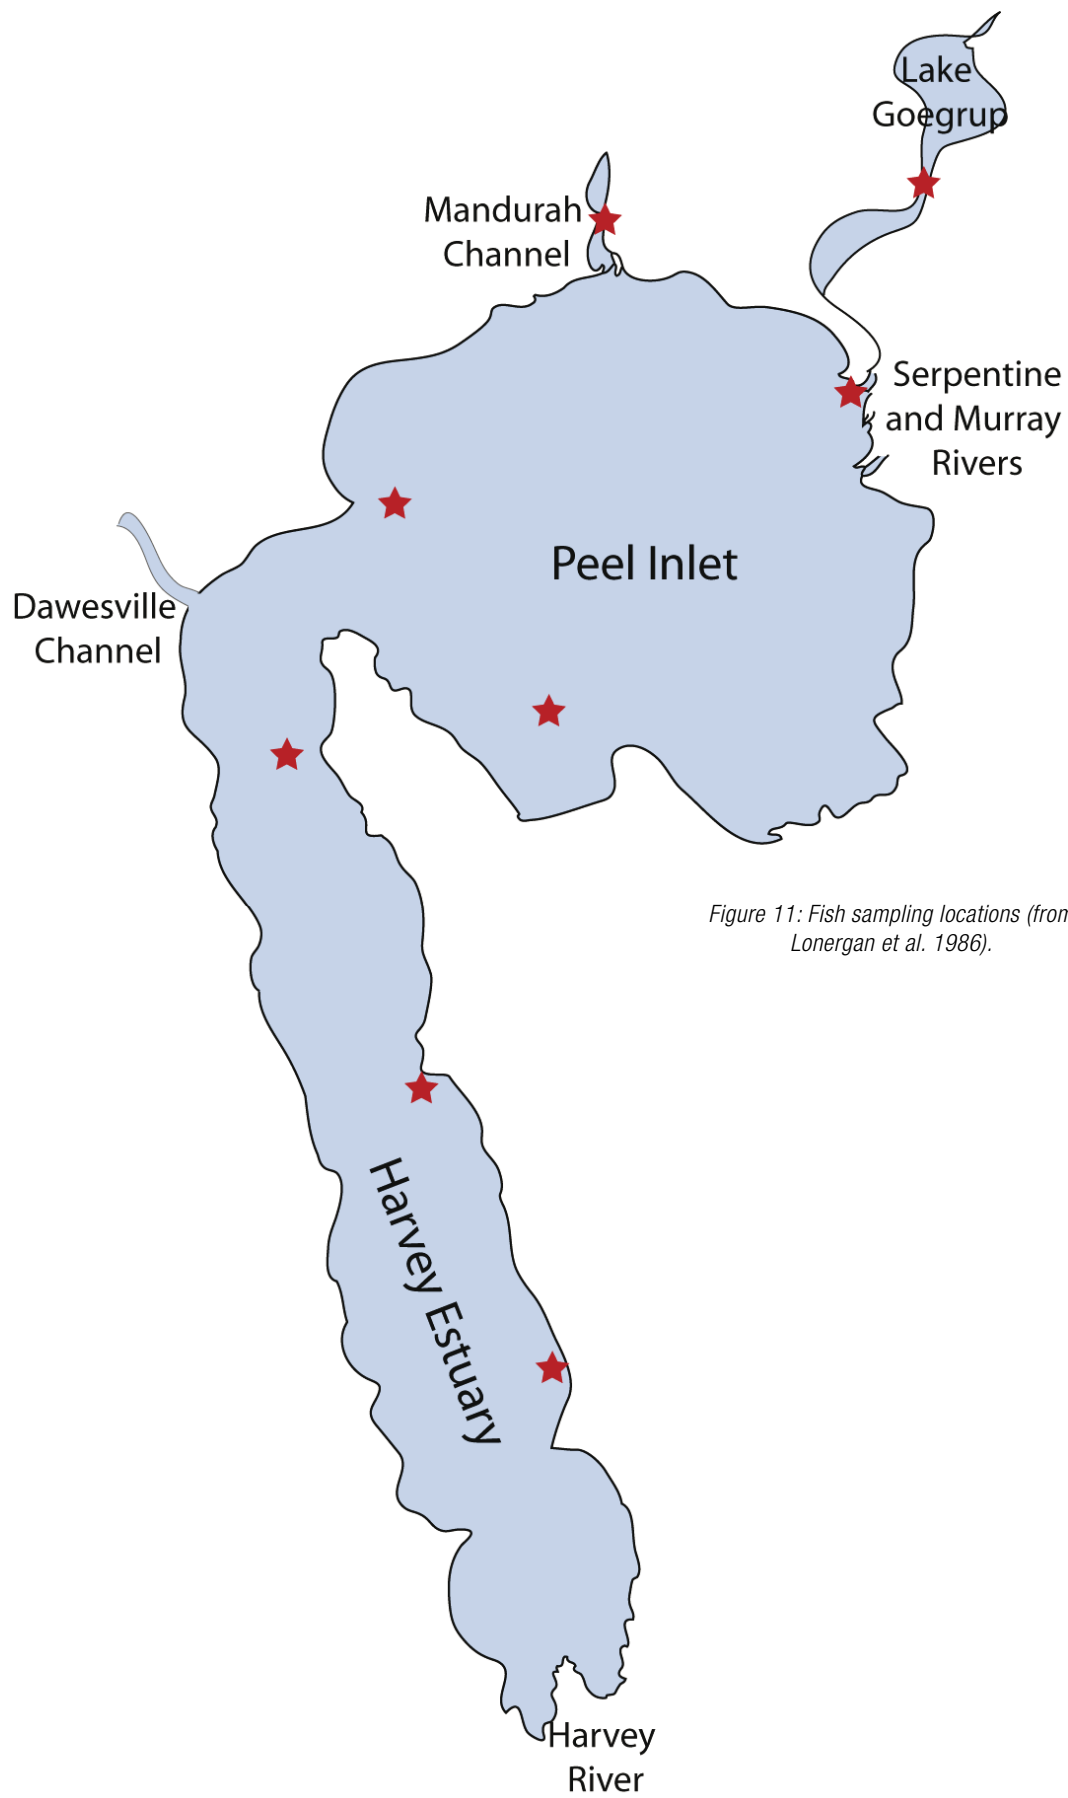 Lake
Goegrup
Mandurah
Channel
Serpentine
and Murray
Rivers
Peel Inlet
Dawesville
Channel
Figure 11: Fish sampling locations (fron
Lonergan et al. 1986).
Harvey Estuary
Harvey
River